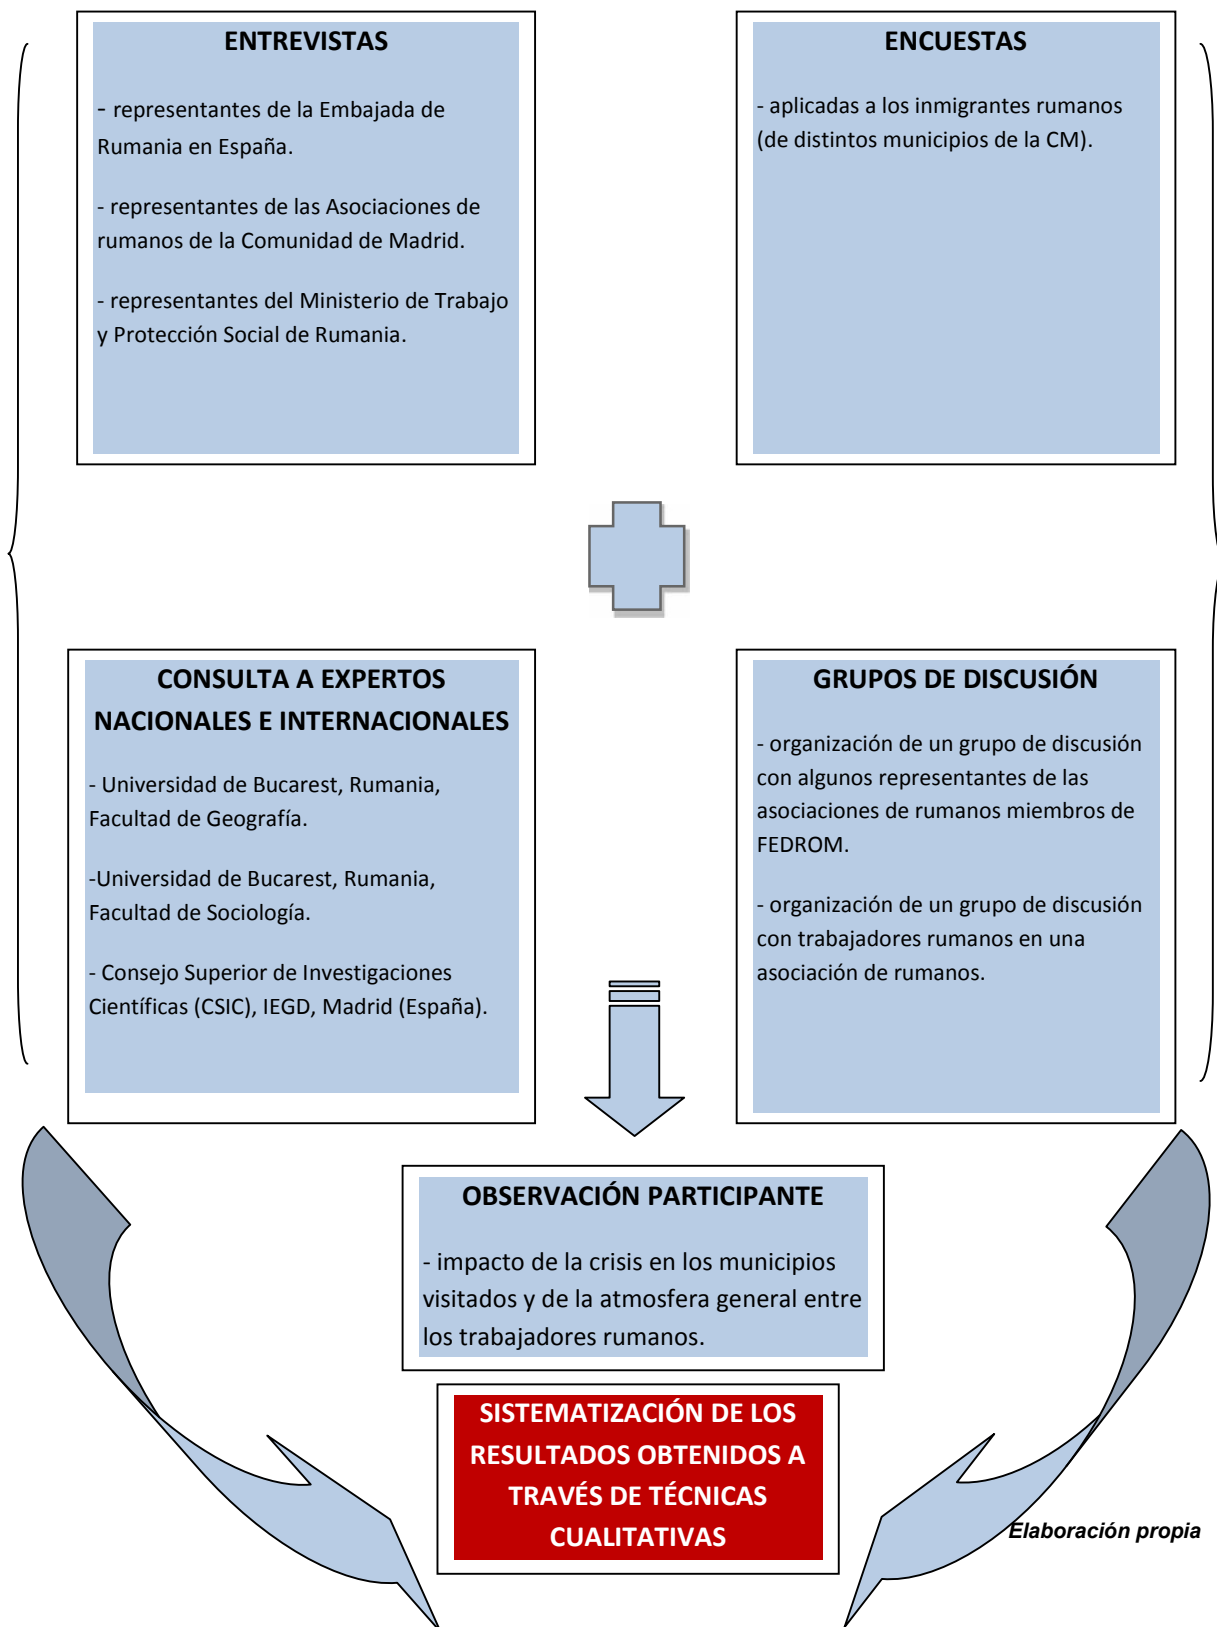 ENTREVISTAS
- representantes de la Embajada de
Rumania en España.
- representantes de las Asociaciones de
rumanos de la Comunidad de Madrid.
- representantes del Ministerio de Trabajo
y Protección Social de Rumania.
ENCUESTAS
- aplicadas a los inmigrantes rumanos
(de distintos municipios de la CM).
CONSULTA A EXPERTOS
NACIONALES E INTERNACIONALES
- Universidad de Bucarest, Rumania,
Facultad de Geografía.
-Universidad de Bucarest, Rumania,
Facultad de Sociología.
- Consejo Superior de Investigaciones
Científicas (CSIC), IEGD, Madrid (España).
GRUPOS DE DISCUSIÓN
- organización de un grupo de discusión
con algunos representantes de las
asociaciones de rumanos miembros de
FEDROM.
- organización de un grupo de discusión
con trabajadores rumanos en una
asociación de rumanos.
OBSERVACIÓN PARTICIPANTE
- impacto de la crisis en los municipios
visitados y de la atmosfera general entre
los trabajadores rumanos.
SISTEMATIZACIÓN DE LOS
RESULTADOS OBTENIDOS A
TRAVÉS DE TÉCNICAS
CUALITATIVAS
Elaboración propia